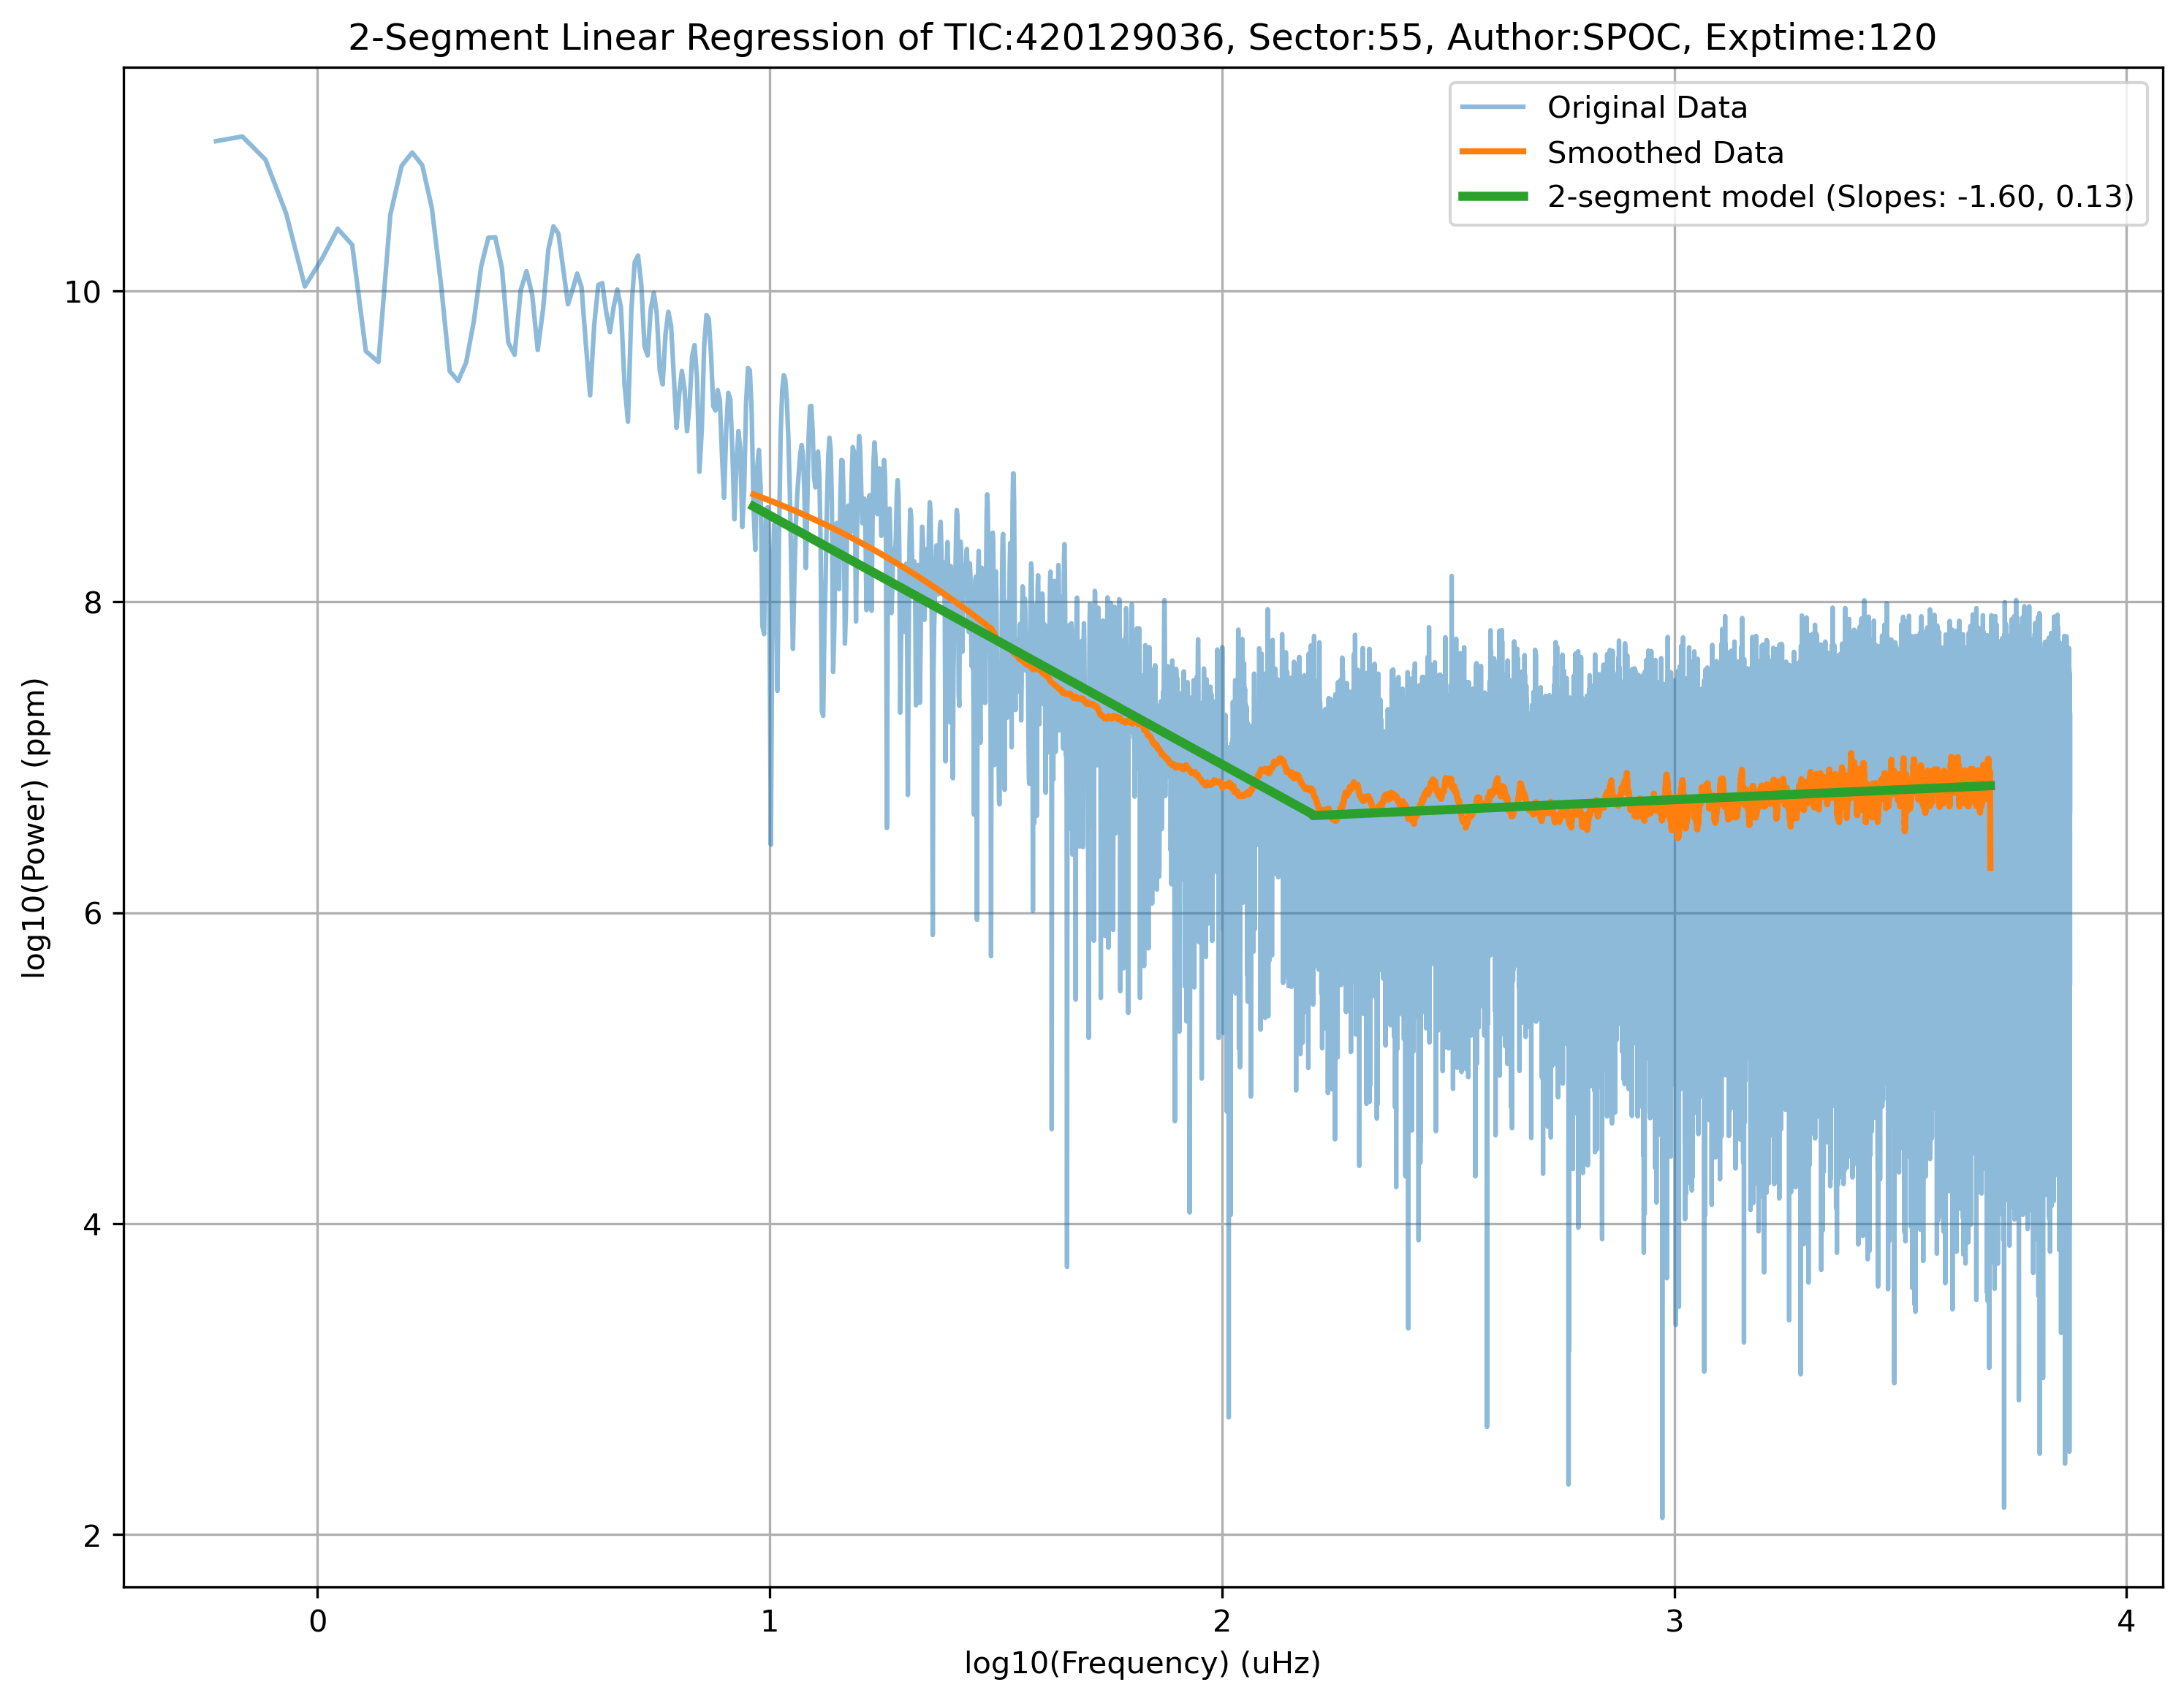 2-Segment Linear Regression of TIC:420129036, Sector:55, Author:SPOC, Exptime:120
Original Data
Smoothed Data
2-segment model (Slopes: -1.60, 0.13)
log10(Power) (ppm)
10
8
6
4
2
0 1 2 3 4
log10(Frequency) (uHz)